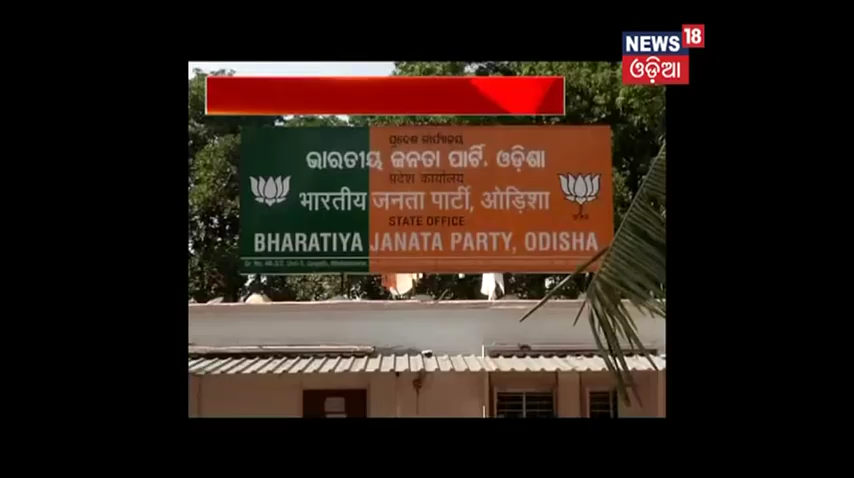 NEWS 18
ଓଡ଼ିଆ
ପ୍ରଦେଶ କାର୍ଯ୍ୟାଳୟ
ଭାରତୀୟ ଜନତା ପାର୍ଟି, ଓଡ଼ିଶା
प्रदेश कार्यालय
भारतीय जनता पार्टी, ओड़िशा
STATE OFFICE
BHARATIYA JANATA PARTY, ODISHA